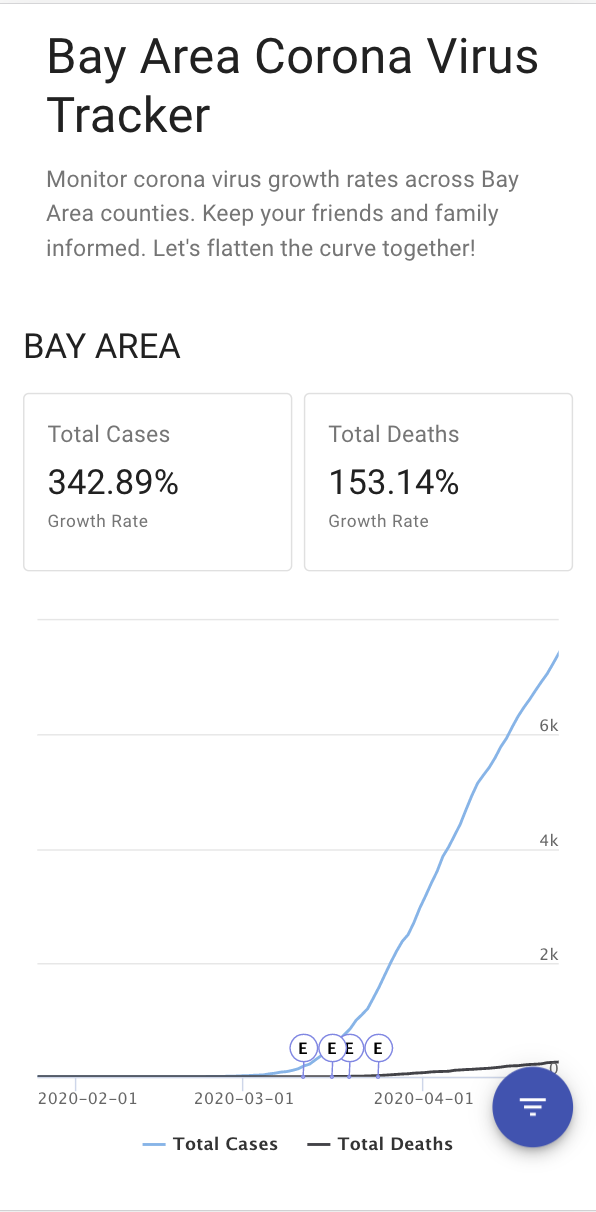 Bay Area Corona Virus
Tracker
Monitor corona virus growth rates across Bay
Area counties. Keep your friends and family
informed. Let's flatten the curve together!
BAY AREA
Total Cases
342.89%
Growth Rate
Total Deaths
153.14%
Growth Rate
6k
4k
2k
E E E E
0
2020-02-01 2020-03-01 2020-04-01
Total Cases Total Deaths